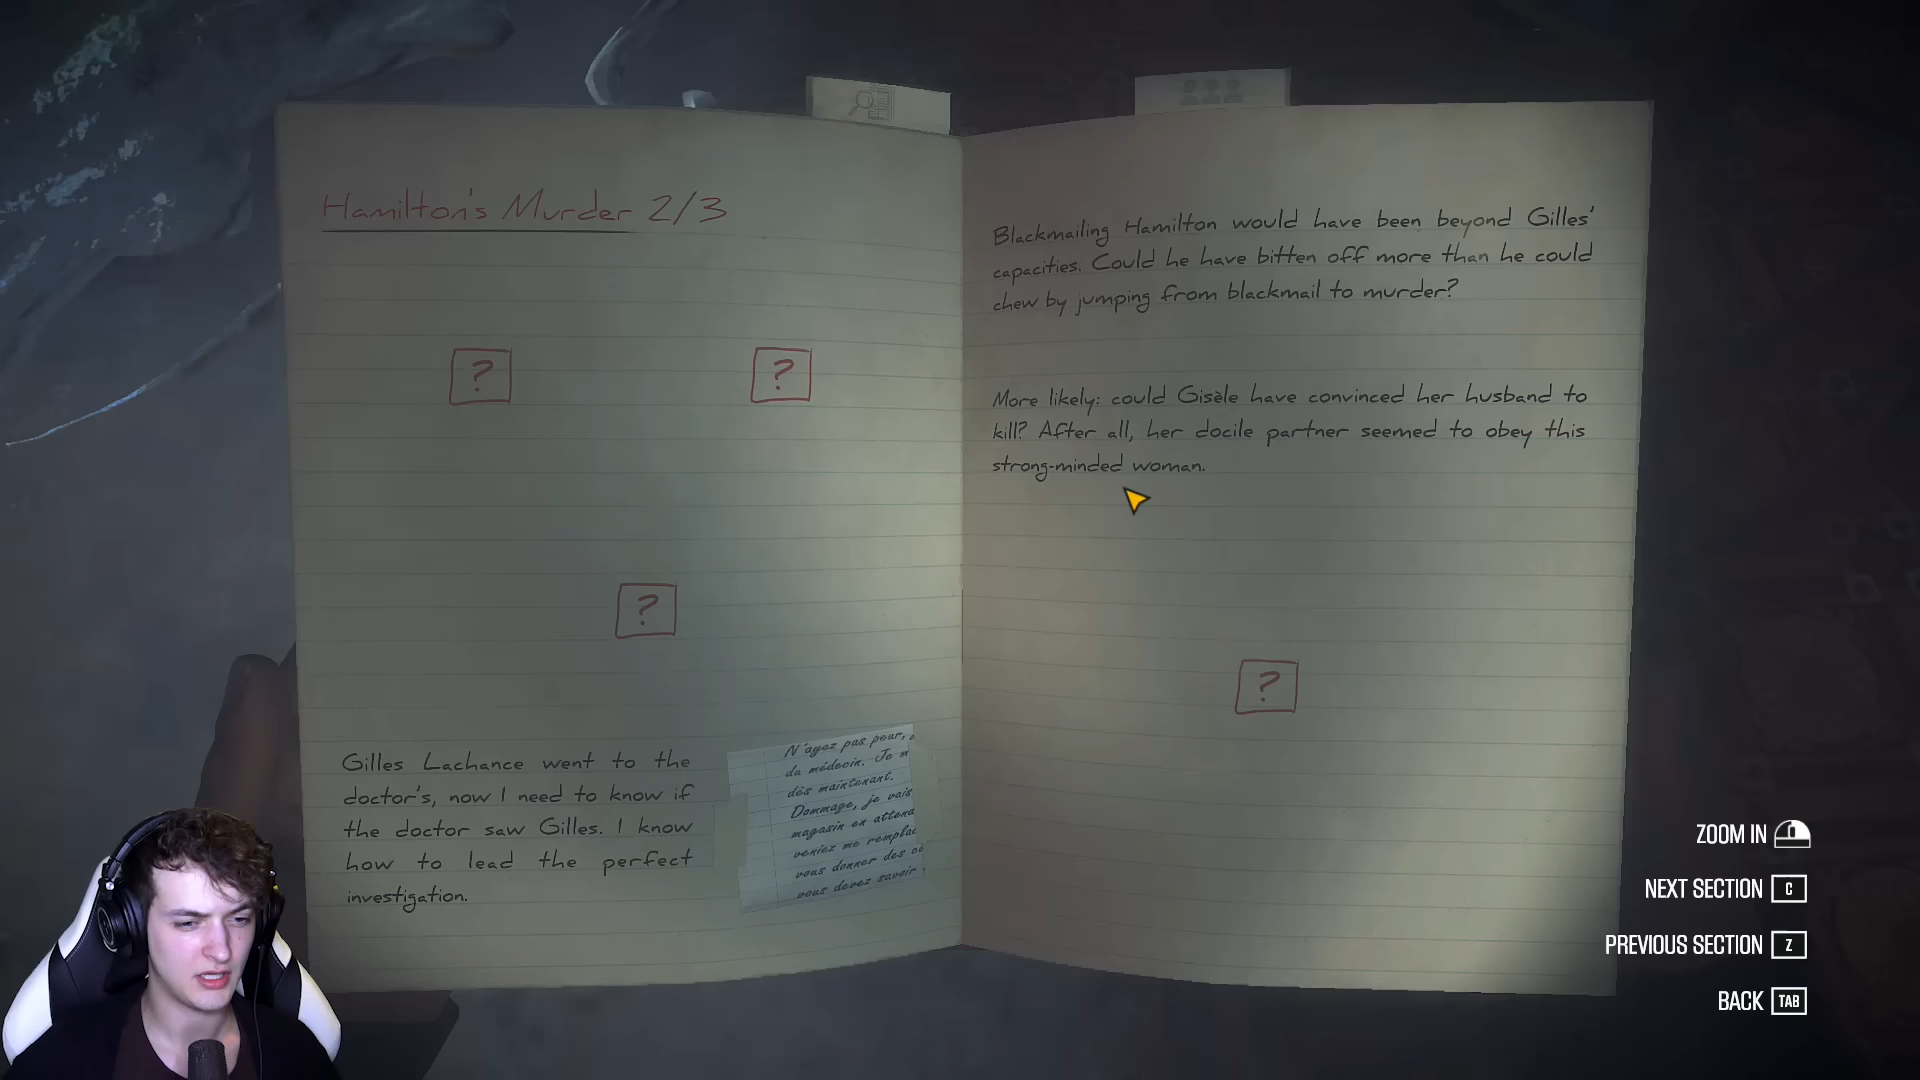 Hamilton's Murder 2/3
?
?
?
Gilles Lachance went to the
doctor's, now I need to know if
the doctor saw Gilles. I know
how to lead the perfect
investigation.
N'ayez pas peur,
du médecin. Je m
dès maintenant.
Dommage, je vais
magasin en attena
veniez me remplac
vous donner des co
vous devez savoir
Blackmailing Hamilton would have been beyond Gilles'
capacities. Could he have bitten off more than he could
chew by jumping from blackmail to murder?
More likely: could Gisèle have convinced her husband to
kill? After all, her docile partner seemed to obey this
strong-minded woman.
?
ZOOM IN
NEXT SECTION C
PREVIOUS SECTION Z
BACK TAB